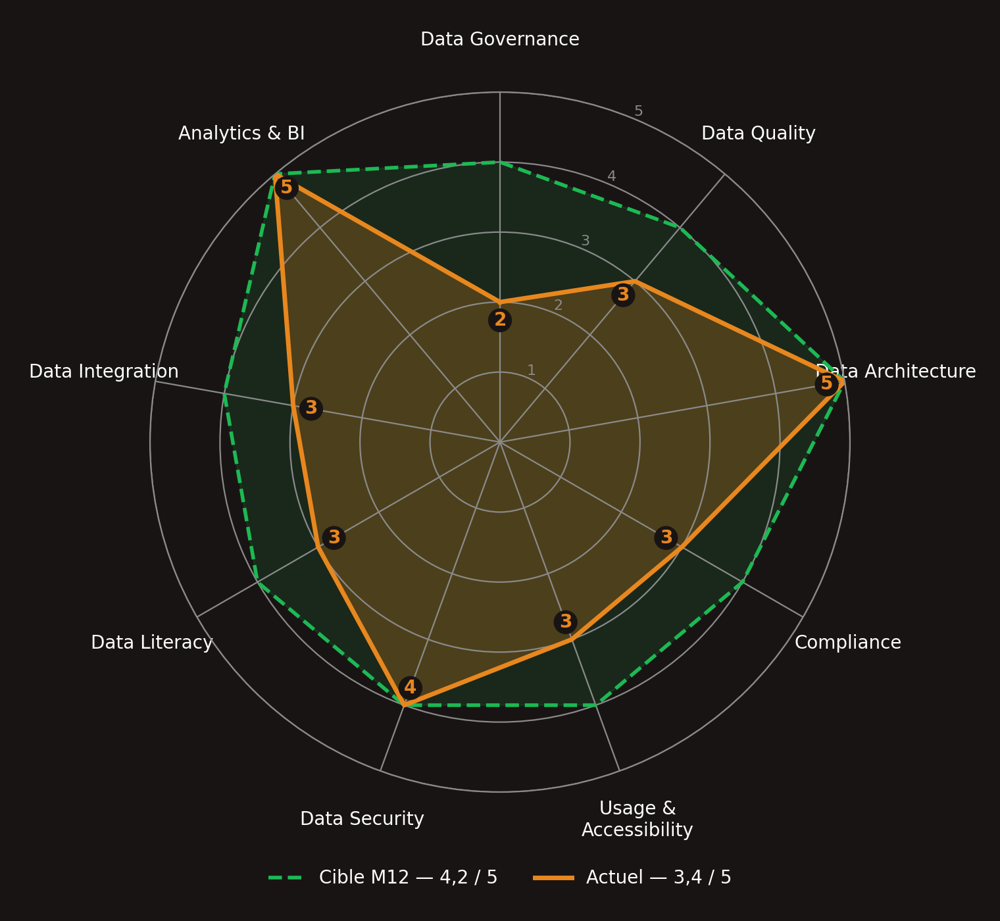 Data Governance
5
Analytics & BI
Data Quality
4
5
3
3
2
2
1
Data Integration
Data Architecture
5
3
3
3
3
4
Data Literacy
Compliance
Data Security
Usage &
Accessibility
Cible M12 — 4,2 / 5
Actuel — 3,4 / 5